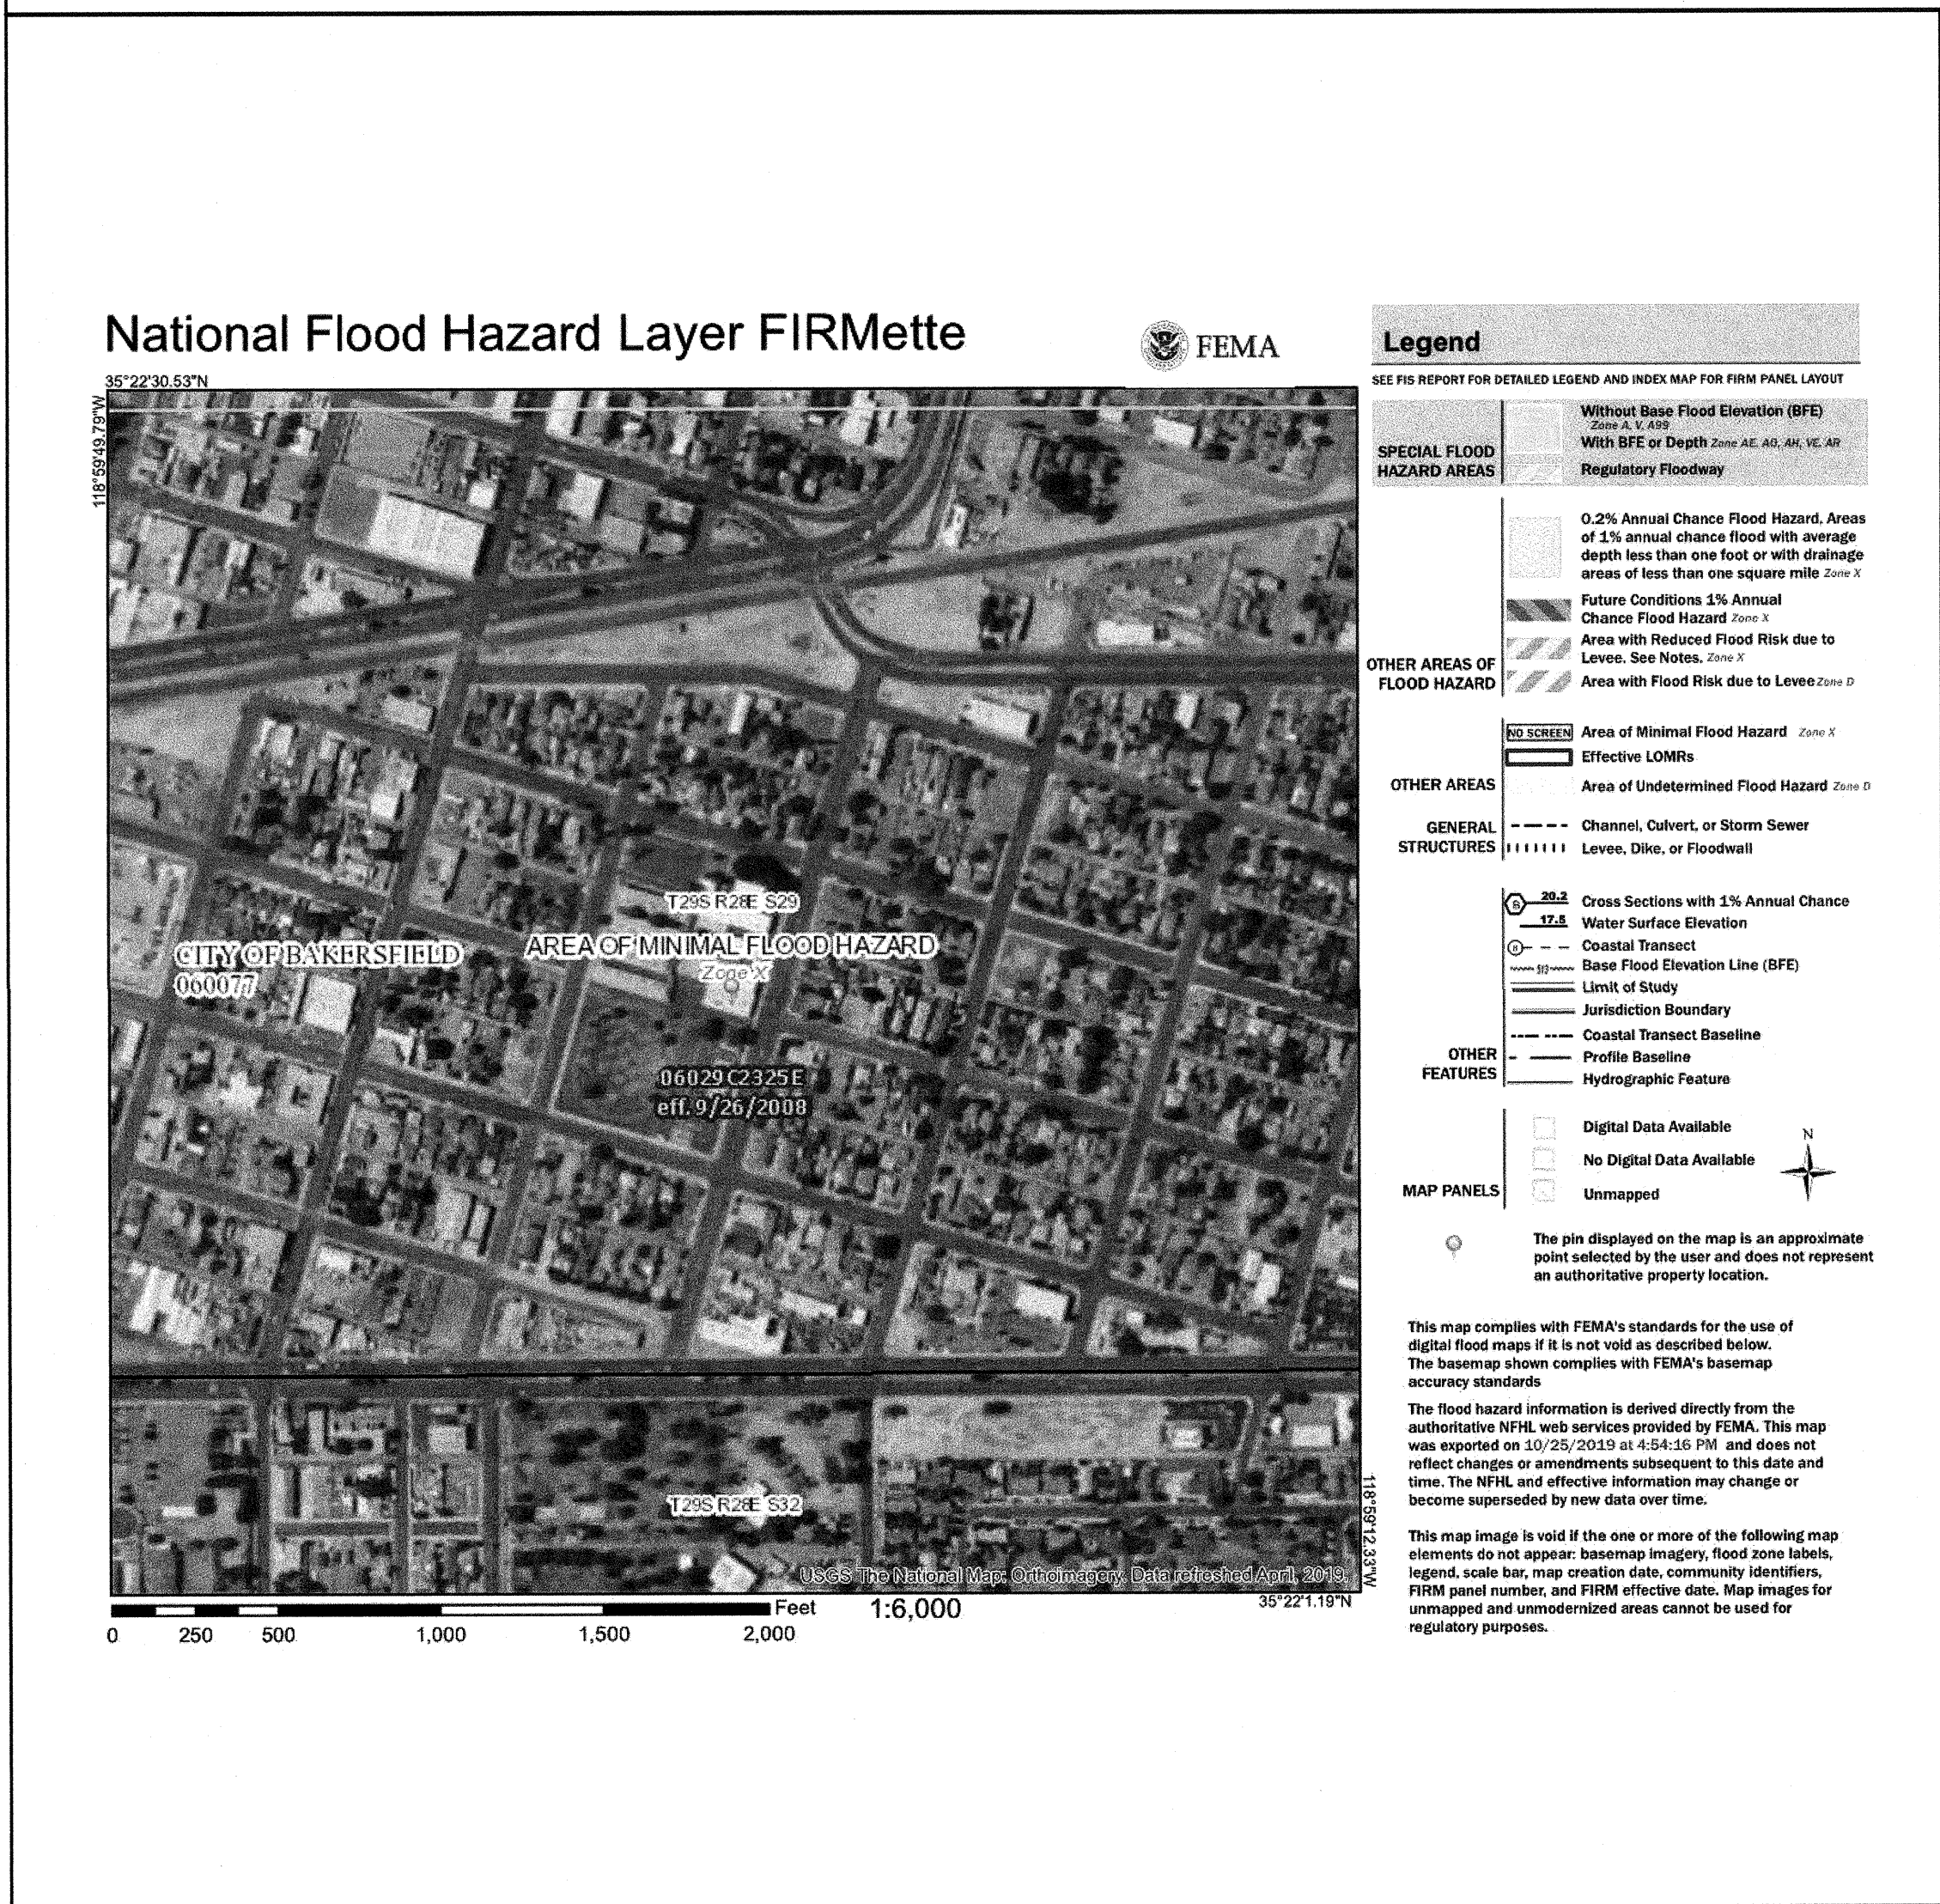 National Flood Hazard Layer FIRMette
FEMA
35°22'30.53"N
118°59'49.79"W
T29S R28E S29
CITY OF BAKERSFIELD
060077
AREA OF MINIMAL FLOOD HAZARD
Zone X
06029C2325E
eff. 9/26/2008
T29S R28E S32
USGS The National Map: Orthoimagery. Data refreshed April, 2019.
118°59'12.33"W
35°22'1.19"N
Feet
1:6,000
0 250 500 1,000 1,500 2,000
Legend
SEE FIS REPORT FOR DETAILED LEGEND AND INDEX MAP FOR FIRM PANEL LAYOUT
SPECIAL FLOOD
HAZARD AREAS
Without Base Flood Elevation (BFE)
Zone A, V, A99
With BFE or Depth Zone AE, AO, AH, VE, AR
Regulatory Floodway
OTHER AREAS OF
FLOOD HAZARD
0.2% Annual Chance Flood Hazard, Areas
of 1% annual chance flood with average
depth less than one foot or with drainage
areas of less than one square mile Zone X
Future Conditions 1% Annual
Chance Flood Hazard Zone X
Area with Reduced Flood Risk due to
Levee. See Notes. Zone X
Area with Flood Risk due to Levee Zone D
OTHER AREAS
NO SCREEN Area of Minimal Flood Hazard Zone X
Effective LOMRs
Area of Undetermined Flood Hazard Zone D
GENERAL
STRUCTURES
Channel, Culvert, or Storm Sewer
Levee, Dike, or Floodwall
OTHER
FEATURES
B 20.2 Cross Sections with 1% Annual Chance
17.5 Water Surface Elevation
8 Coastal Transect
513 Base Flood Elevation Line (BFE)
Limit of Study
Jurisdiction Boundary
Coastal Transect Baseline
Profile Baseline
Hydrographic Feature
MAP PANELS
Digital Data Available
No Digital Data Available
Unmapped
N
The pin displayed on the map is an approximate
point selected by the user and does not represent
an authoritative property location.
This map complies with FEMA's standards for the use of
digital flood maps if it is not void as described below.
The basemap shown complies with FEMA's basemap
accuracy standards
The flood hazard information is derived directly from the
authoritative NFHL web services provided by FEMA. This map
was exported on 10/25/2019 at 4:54:16 PM and does not
reflect changes or amendments subsequent to this date and
time. The NFHL and effective information may change or
become superseded by new data over time.
This map image is void if the one or more of the following map
elements do not appear: basemap imagery, flood zone labels,
legend, scale bar, map creation date, community identifiers,
FIRM panel number, and FIRM effective date. Map images for
unmapped and unmodernized areas cannot be used for
regulatory purposes.